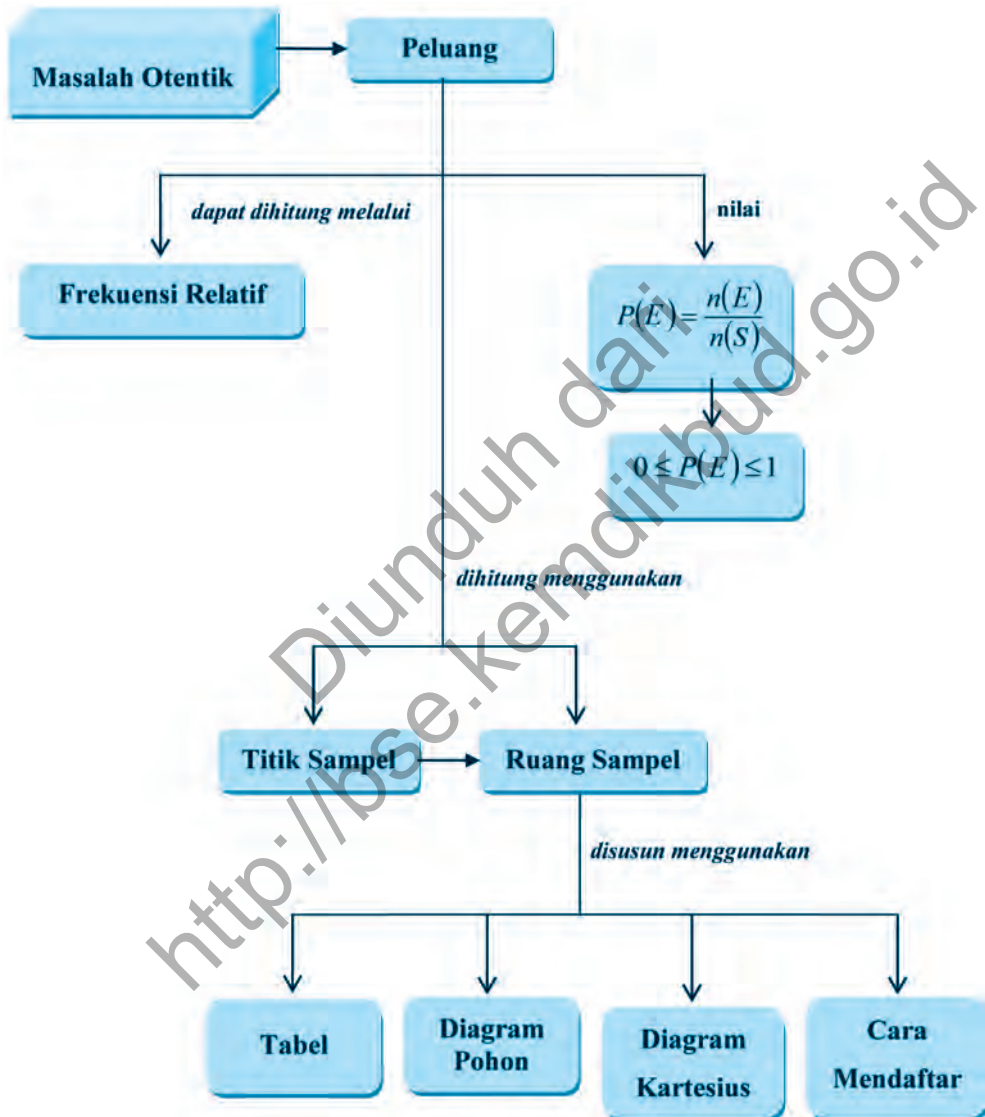 Peluang
Masalah Otentik
dapat dihitung melalui
nilai
Frekuensi Relatif
P(E) = n(E)/n(S)
0 ≤ P(E) ≤ 1
dihitung menggunakan
Titik Sampel
Ruang Sampel
disusun menggunakan
Tabel
Diagram
Pohon
Diagram
Kartesius
Cara
Mendaftar
Diunduh dari
http://bse.kemdikbud.go.id